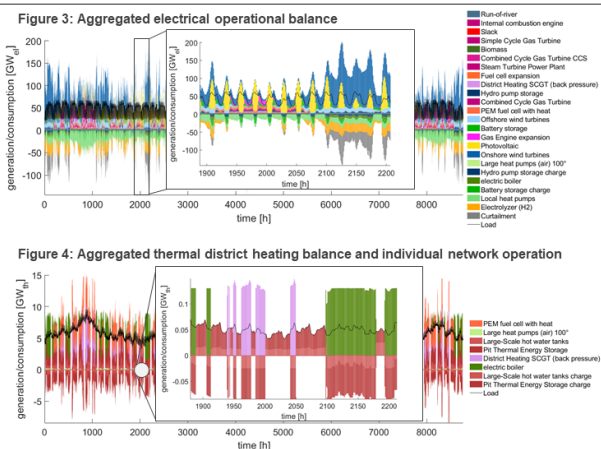 Figure 3: Aggregated electrical operational balance
generation/consumption [GWel]
200
150
100
50
0
-50
-100
0
1000
2000
3000
4000
5000
6000
7000
8000
time [h]
generation/consumption [GWel]
200
150
100
50
0
-50
-100
1900
1950
2000
2050
2100
2150
2200
time [h]
Run-of-river
Internal combustion engine
Slack
Simple Cycle Gas Turbine
Biomass
Combined Cycle Gas Turbine CCS
Steam Turbine Power Plant
Fuel cell expansion
District Heating SCGT (back pressure)
Hydro pump storage
Combined Cycle Gas Turbine
PEM fuel cell with heat
Offshore wind turbines
Battery storage
Gas Engine expansion
Photovoltaic
Onshore wind turbines
Large heat pumps (air) 100°
Hydro pump storage charge
electric boiler
Battery storage charge
Local heat pumps
Electrolyzer (H2)
Curtailment
Load
Figure 4: Aggregated thermal district heating balance and individual network operation
generation/consumption [GWth]
15
10
5
0
-5
0
1000
2000
3000
4000
5000
6000
7000
8000
time [h]
generation/consumption [GWth]
0.1
0.05
0
-0.05
1900
1950
2000
2050
2100
2150
2200
time [h]
PEM fuel cell with heat
Large heat pumps (air) 100°
Large-Scale hot water tanks
Pit Thermal Energy Storage
District Heating SCGT (back pressure)
electric boiler
Large-Scale hot water tanks charge
Pit Thermal Energy Storage charge
Load